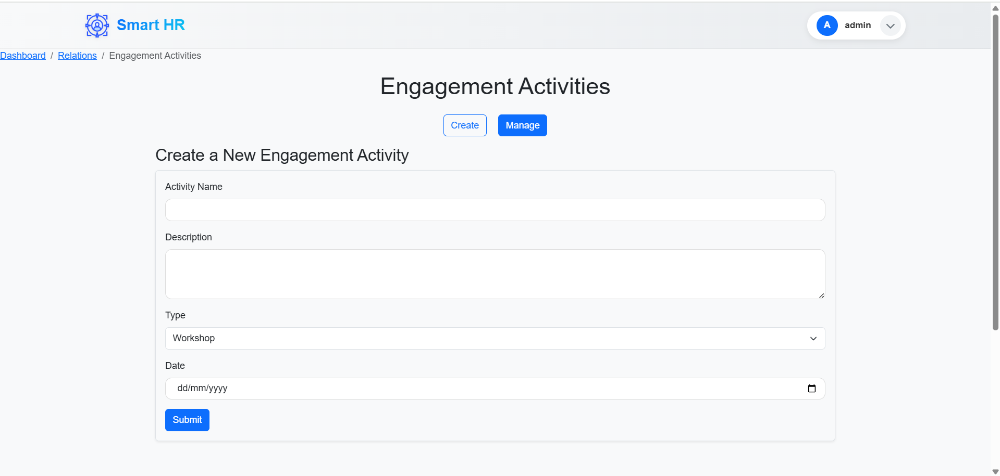 Smart HR
A admin
Dashboard / Relations / Engagement Activities
Engagement Activities
Create Manage
Create a New Engagement Activity
Activity Name
Description
Type
Workshop
Date
dd/mm/yyyy
Submit